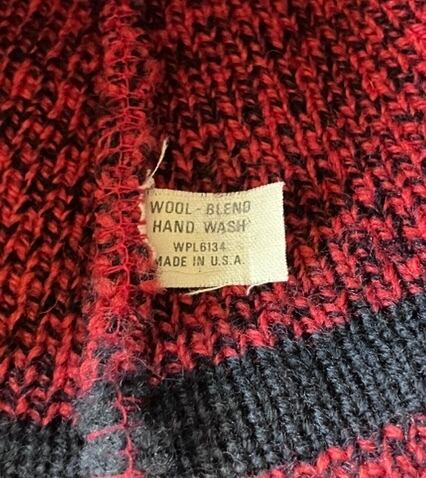 WOOL - BLEND
HAND WASH
WPL6134
MADE IN U.S.A.